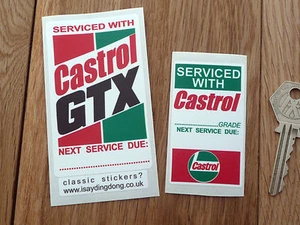 SERVICED WITH
Castrol
GTX
NEXT SERVICE DUE:
classic stickers?
www.isaydingdong.co.uk
SERVICED
WITH
Castrol
GRADE
NEXT SERVICE DUE:
Castrol